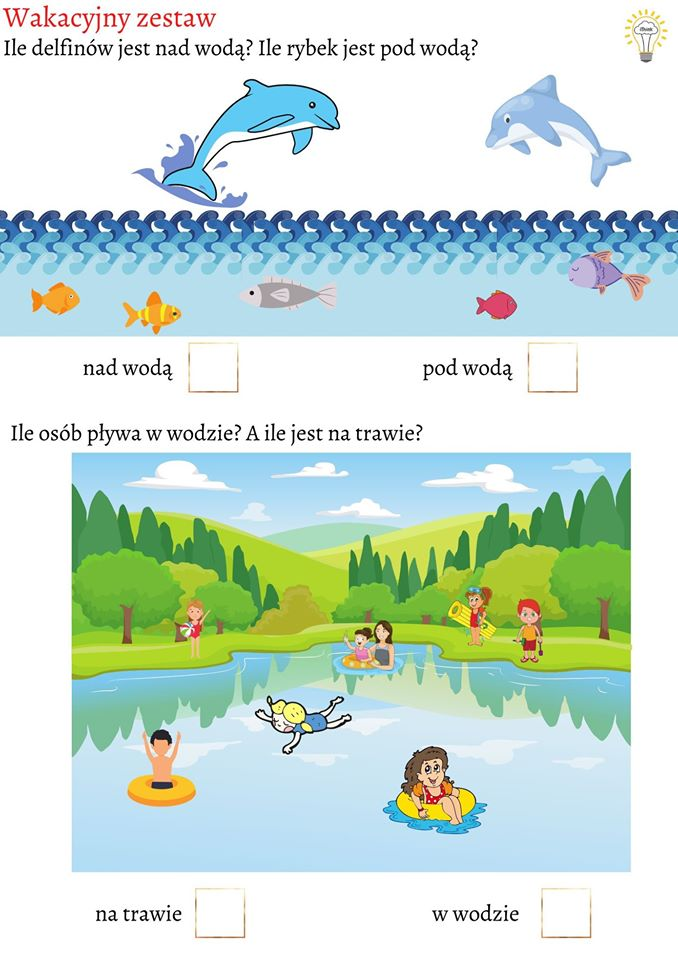 Wakacyjny zestaw
Ile delfinów jest nad wodą? Ile rybek jest pod wodą?
nad wodą
pod wodą
Ile osób pływa w wodzie? A ile jest na trawie?
na trawie
w wodzie